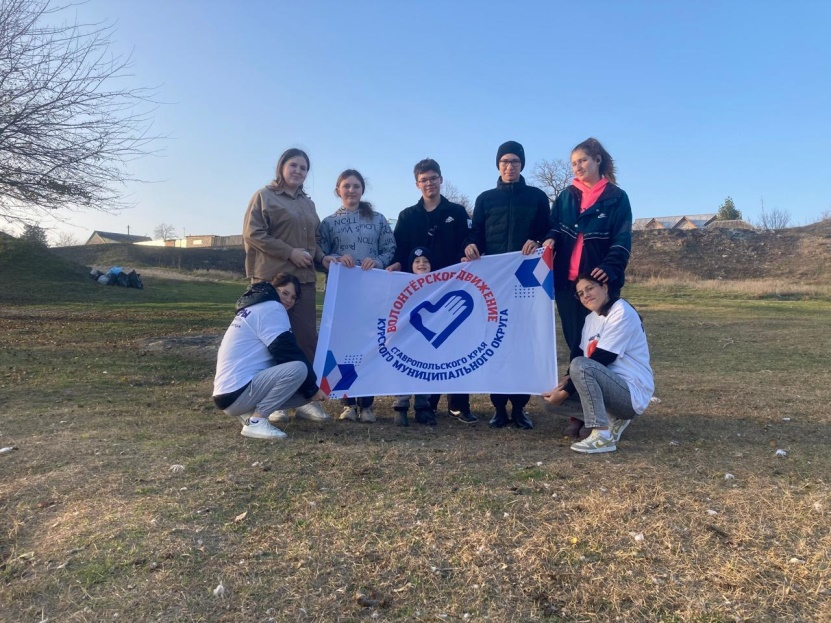 ВОЛОНТЁРСКОЕ ДВИЖЕНИЕ
СТАВРОПОЛЬСКОГО КРАЯ
КУРСКОГО МУНИЦИПАЛЬНОГО ОКРУГА